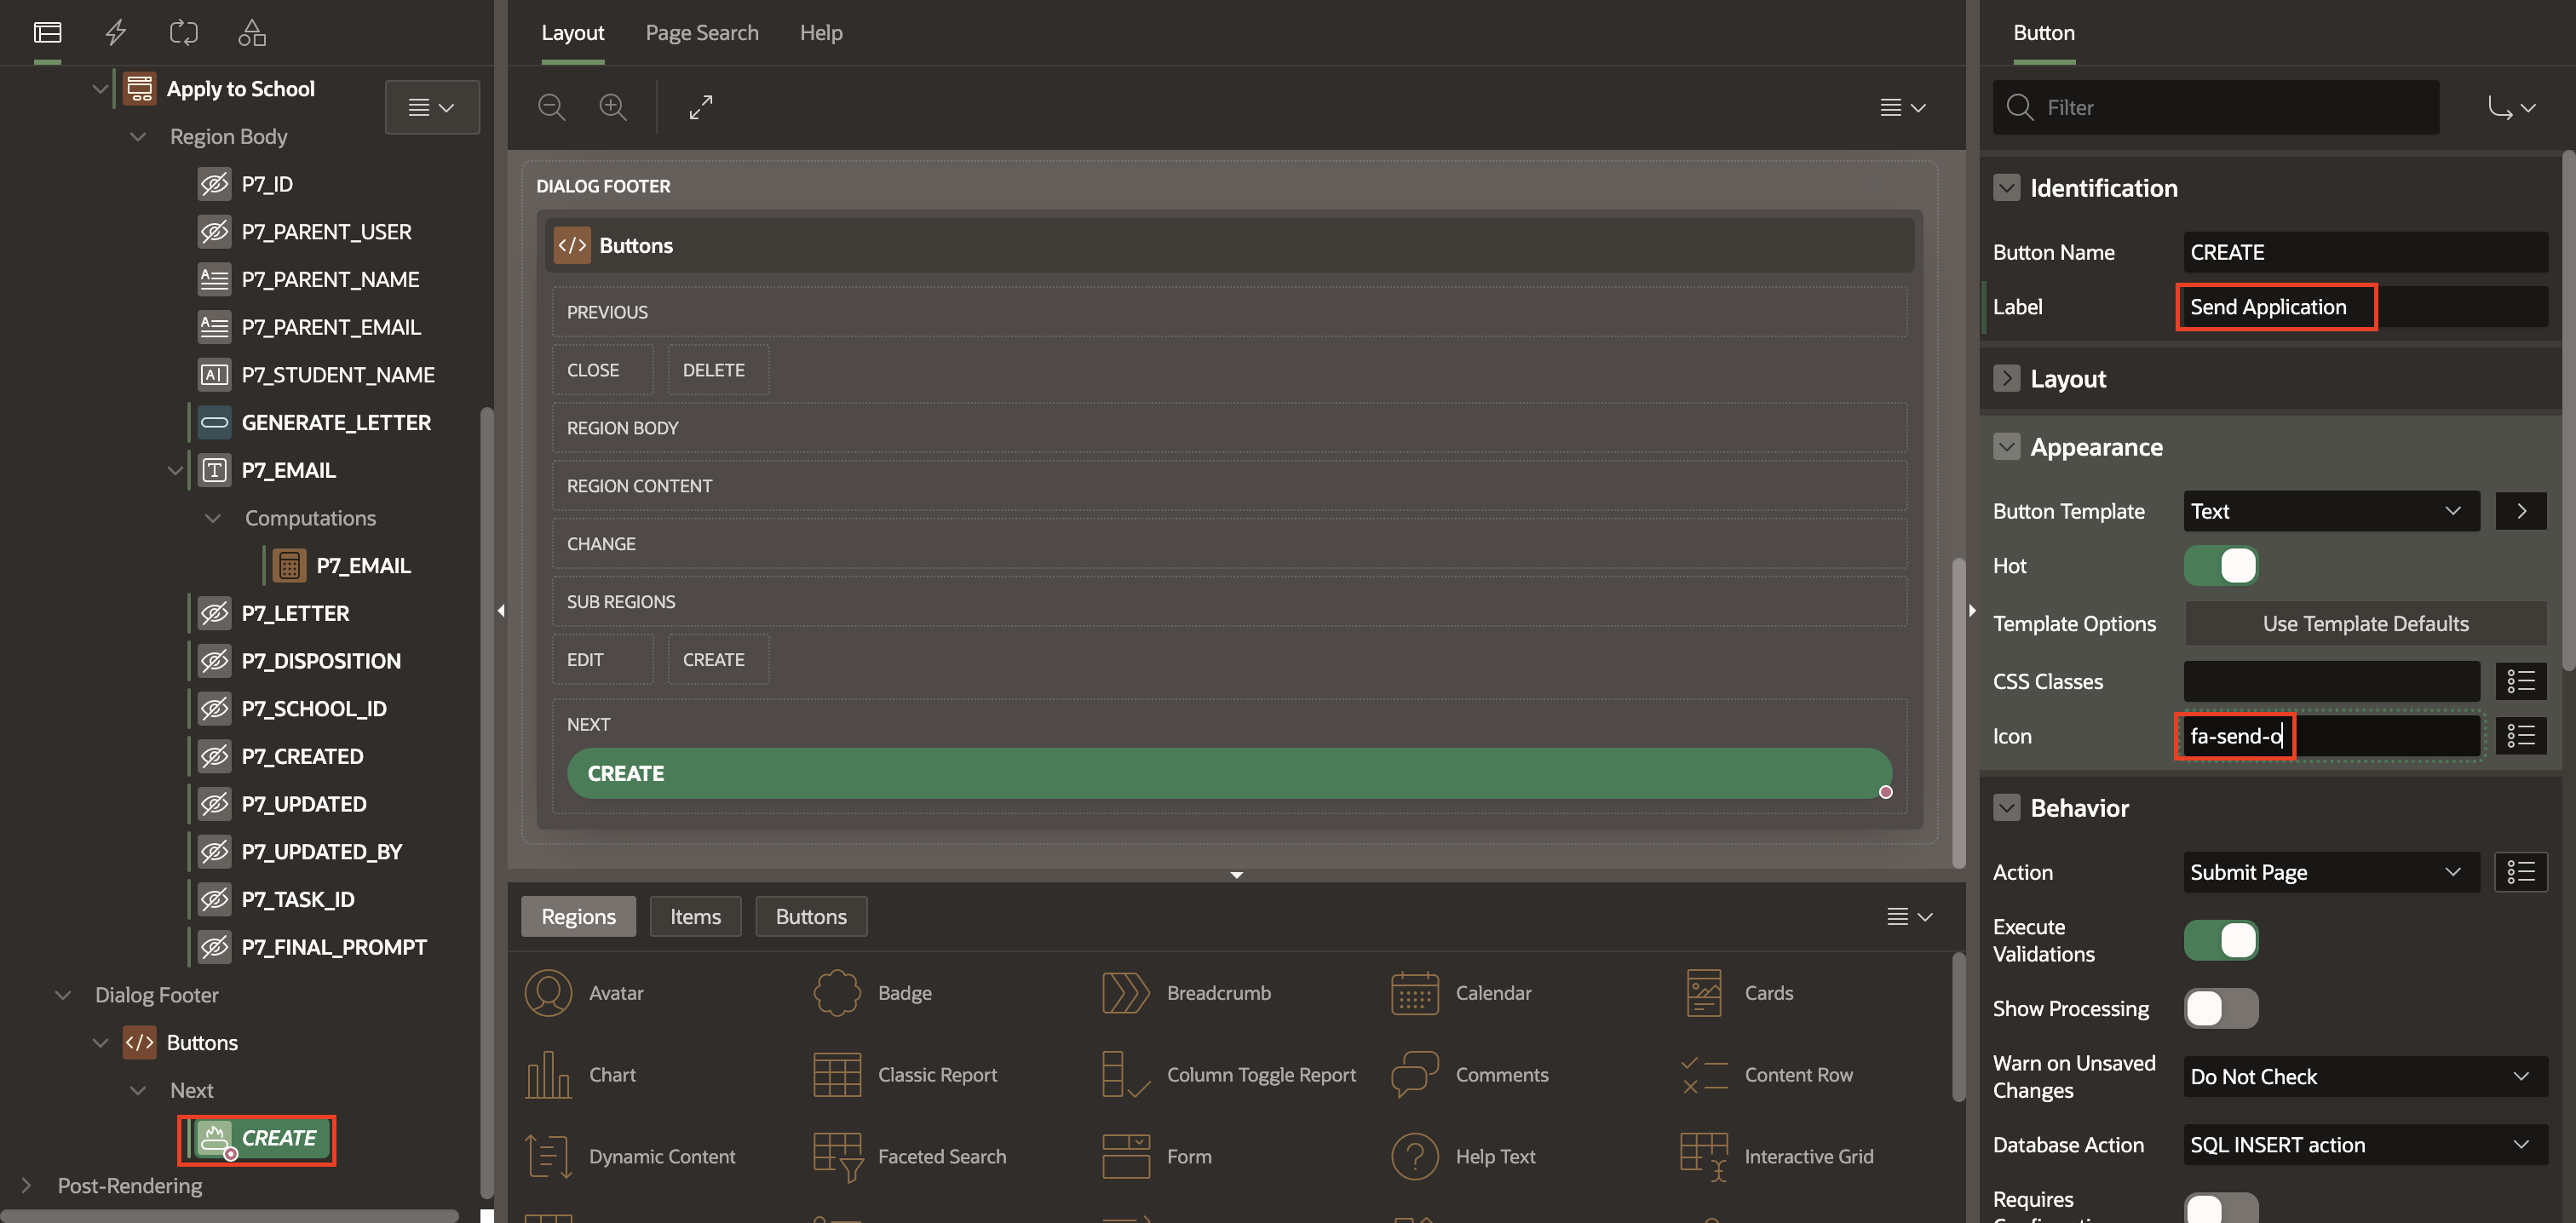 Apply to School
Region Body
P7_ID
P7_PARENT_USER
P7_PARENT_NAME
P7_PARENT_EMAIL
P7_STUDENT_NAME
GENERATE_LETTER
P7_EMAIL
Computations
P7_EMAIL
P7_LETTER
P7_DISPOSITION
P7_SCHOOL_ID
P7_CREATED
P7_UPDATED
P7_UPDATED_BY
P7_TASK_ID
P7_FINAL_PROMPT
Dialog Footer
Buttons
Next
CREATE
Post-Rendering
Layout Page Search Help
DIALOG FOOTER
Buttons
PREVIOUS
CLOSE DELETE
REGION BODY
REGION CONTENT
CHANGE
SUB REGIONS
EDIT CREATE
NEXT
CREATE
Regions Items Buttons
Avatar Badge Breadcrumb Calendar Cards
Chart Classic Report Column Toggle Report Comments Content Row
Dynamic Content Faceted Search Form Help Text Interactive Grid
Button
Filter
Identification
Button Name CREATE
Label Send Application
Layout
Appearance
Button Template Text
Hot
Template Options Use Template Defaults
CSS Classes
Icon fa-send-o
Behavior
Action Submit Page
Execute
Validations
Show Processing
Warn on Unsaved
Changes Do Not Check
Database Action SQL INSERT action
Requires